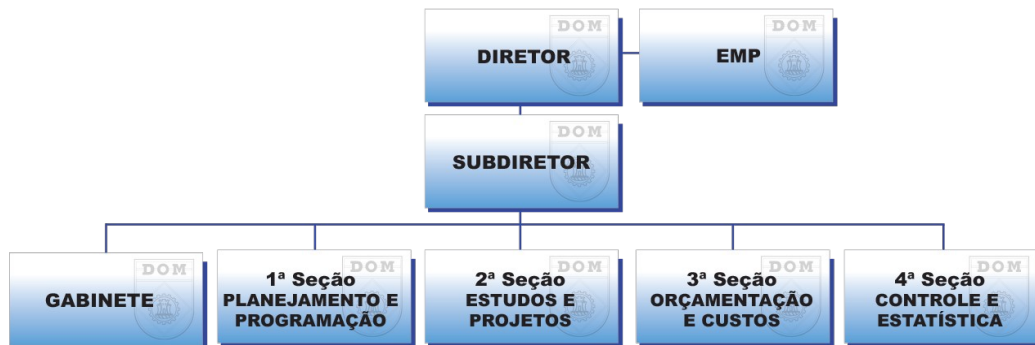 DOM
DIRETOR
DOM
EMP
DOM
SUBDIRETOR
DOM
GABINETE
DOM
1ª Seção
PLANEJAMENTO E
PROGRAMAÇÃO
DOM
2ª Seção
ESTUDOS E
PROJETOS
DOM
3ª Seção
ORÇAMENTAÇÃO
E CUSTOS
DOM
4ª Seção
CONTROLE E
ESTATÍSTICA